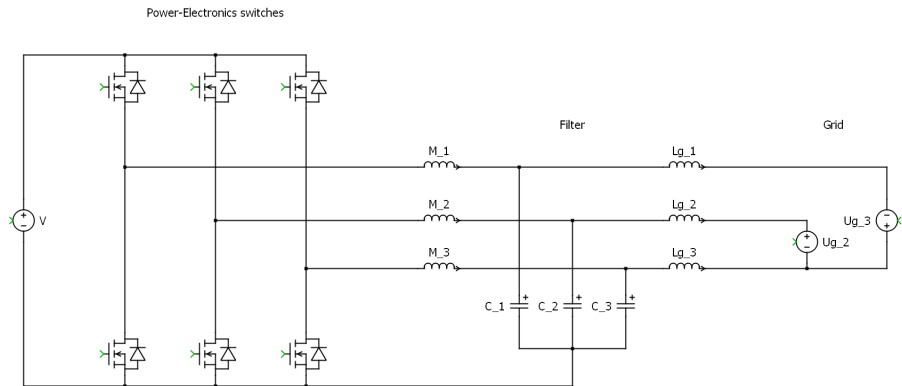 Power-Electronics switches
Filter
Grid
M_1
Lg_1
M_2
Lg_2
V
Ug_3
Ug_2
M_3
Lg_3
C_1
C_2
C_3